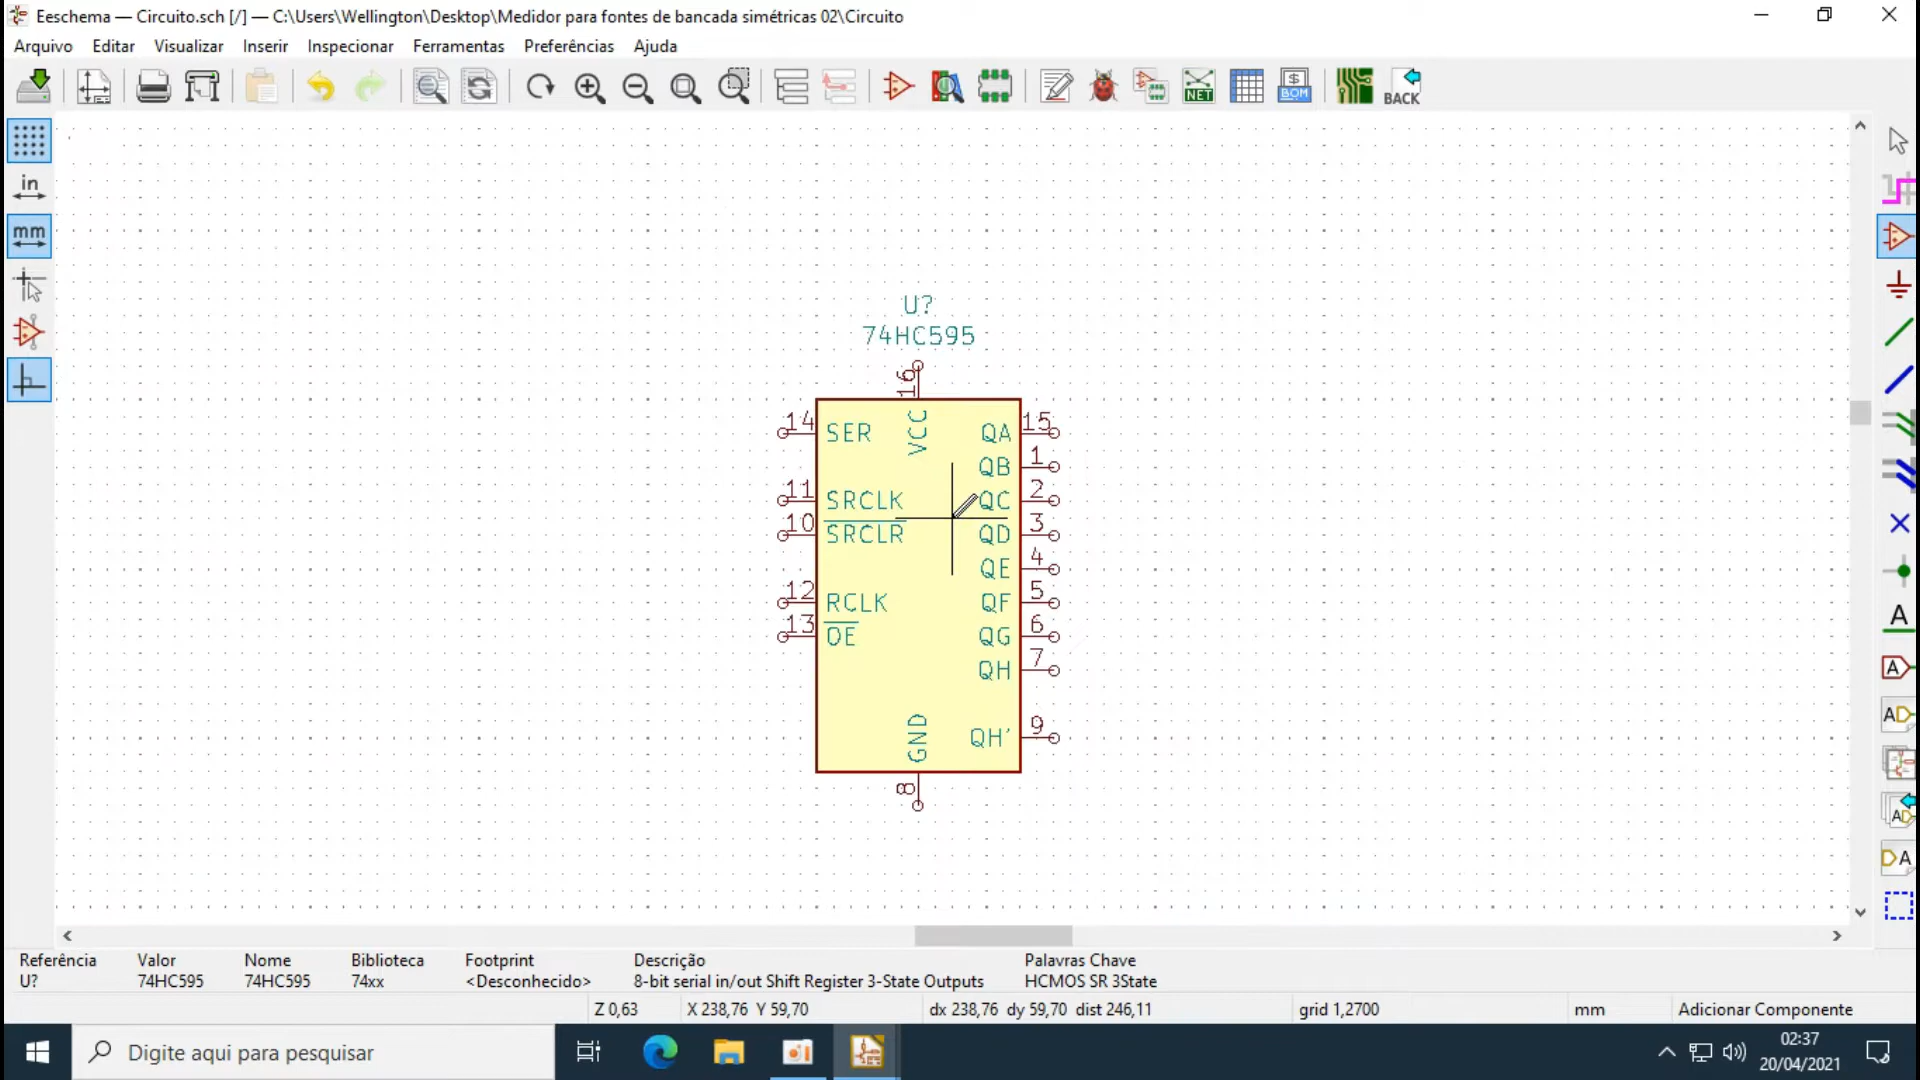 Eeschema — Circuito.sch [/] — C:\Users\Wellington\Desktop\Medidor para fontes de bancada simétricas 02\Circuito
Arquivo Editar Visualizar Inserir Inspecionar Ferramentas Preferências Ajuda
NET
$
BOM
BACK
in
mm
U?
74HC595
16
14 SER VCC QA 15
QB 1
11 SRCLK QC 2
10 SRCLR QD 3
QE 4
12 RCLK QF 5
13 OE QG 6
QH 7
GND QH' 9
8
A
A
AD
A
A
DA
Referência Valor Nome Biblioteca Footprint Descrição Palavras Chave
U? 74HC595 74HC595 74xx <Desconhecido> 8-bit serial in/out Shift Register 3-State Outputs HCMOS SR 3State
Z 0,63 X 238,76 Y 59,70 dx 238,76 dy 59,70 dist 246,11 grid 1,2700 mm Adicionar Componente
Digite aqui para pesquisar
02:37
20/04/2021